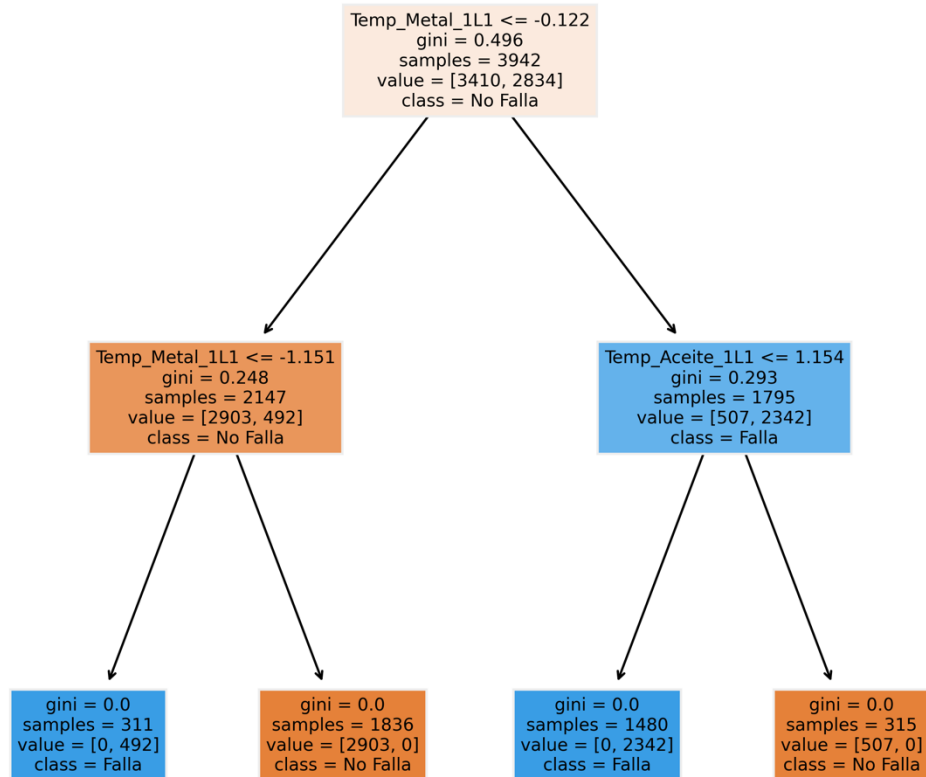 Temp_Metal_1L1 <= -0.122
gini = 0.496
samples = 3942
value = [3410, 2834]
class = No Falla
Temp_Metal_1L1 <= -1.151
gini = 0.248
samples = 2147
value = [2903, 492]
class = No Falla
Temp_Aceite_1L1 <= 1.154
gini = 0.293
samples = 1795
value = [507, 2342]
class = Falla
gini = 0.0
samples = 311
value = [0, 492]
class = Falla
gini = 0.0
samples = 1836
value = [2903, 0]
class = No Falla
gini = 0.0
samples = 1480
value = [0, 2342]
class = Falla
gini = 0.0
samples = 315
value = [507, 0]
class = No Falla